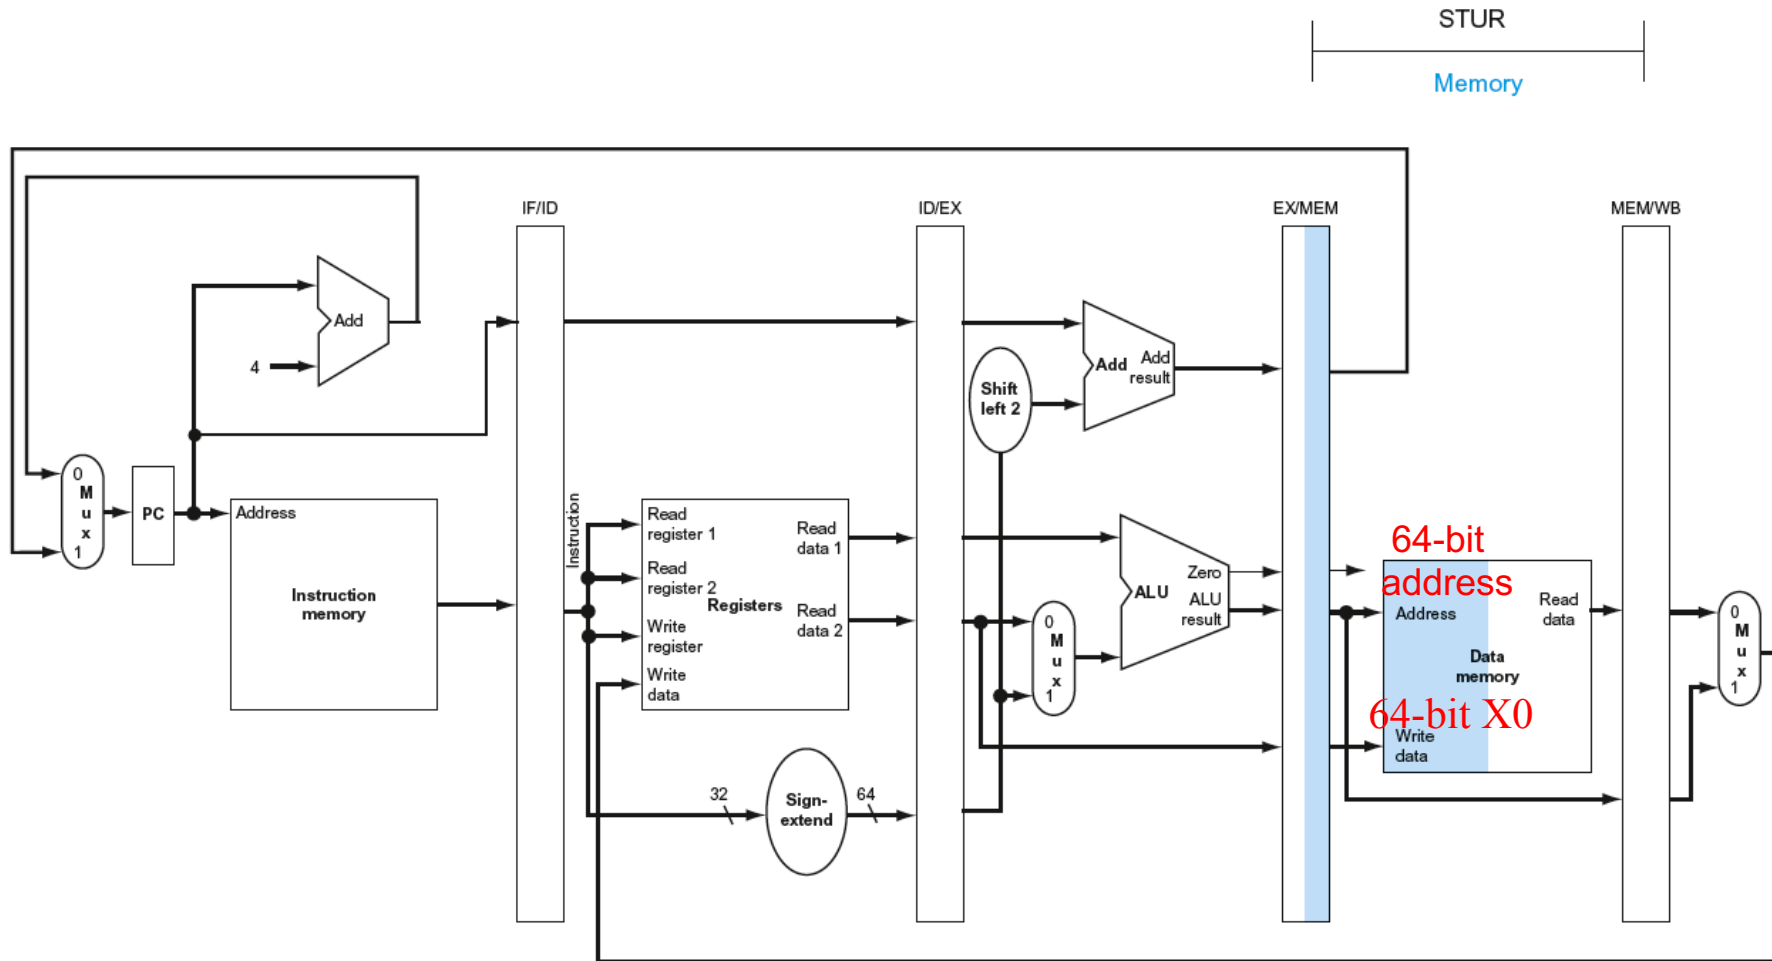 STUR
Memory
IF/ID
ID/EX
EX/MEM
MEM/WB
Add
4
Shift
left 2
Add
Add
result
0
M
u
x
1
PC
Address
Instruction
memory
Instruction
Read
register 1
Read
register 2
Write
register
Write
data
Registers
Read
data 1
Read
data 2
32
Sign-
extend
64
0
M
u
x
1
Zero
ALU
ALU
result
64-bit
address
Address
Read
data
Data
memory
64-bit X0
Write
data
0
M
u
x
1